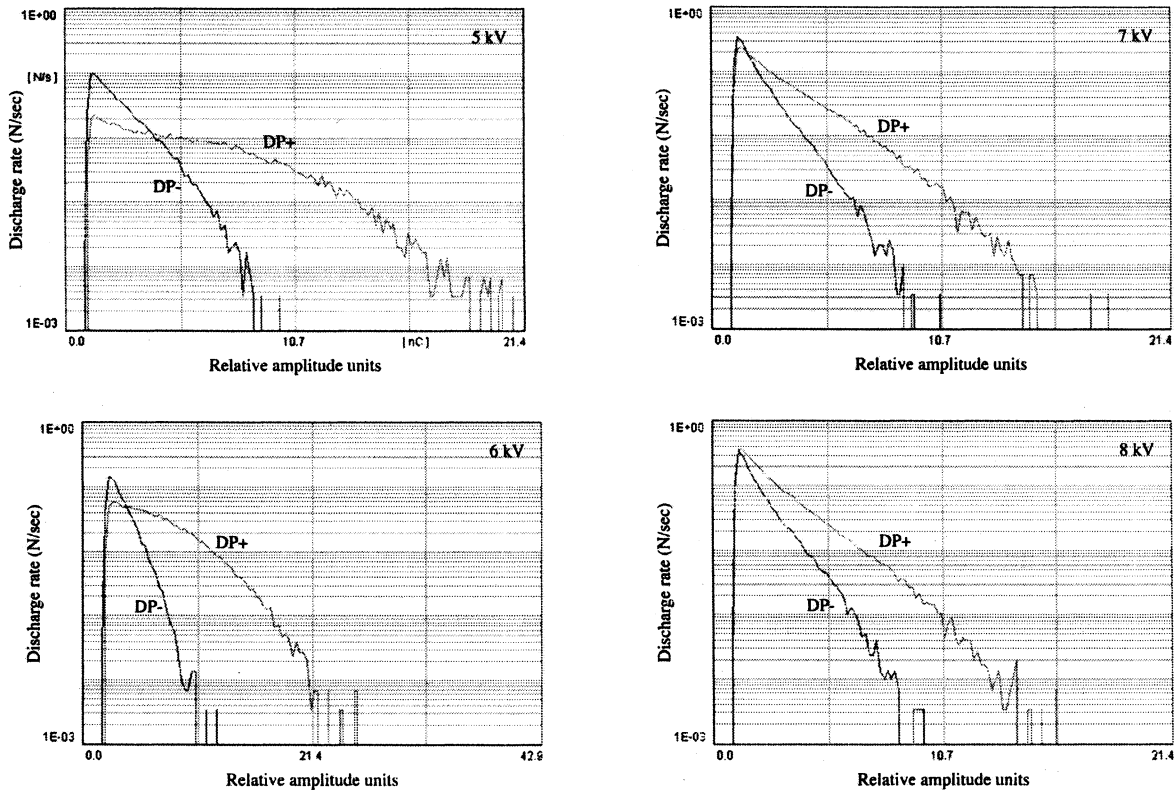 1E+00
5 kV
[N/s]
DP+
DP-
Discharge rate (N/sec)
1E-03
0.0
10.7
[nC]
21.4
Relative amplitude units
1E+00
7 kV
DP+
DP-
Discharge rate (N/sec)
1E-03
0.0
10.7
21.4
Relative amplitude units
1E+00
6 kV
DP+
DP-
Discharge rate (N/sec)
1E-03
0.0
21.4
42.9
Relative amplitude units
1E+00
8 kV
DP+
DP-
Discharge rate (N/sec)
1E-03
0.0
10.7
21.4
Relative amplitude units